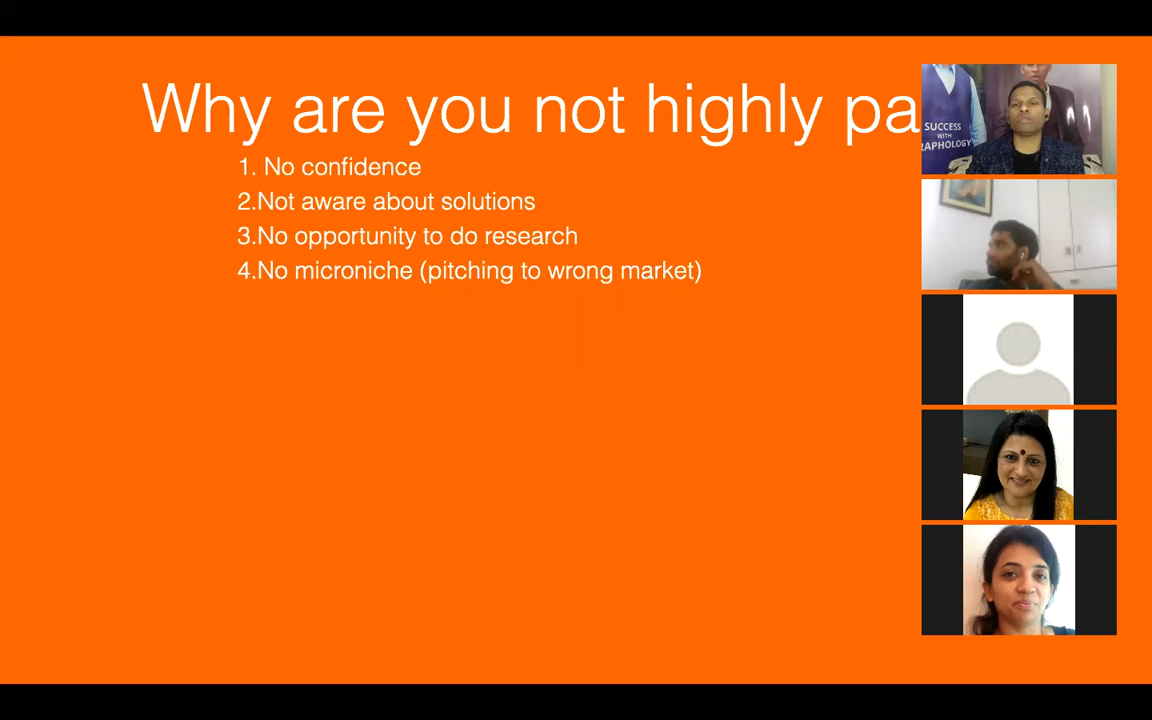 Why are you not highly pa
1. No confidence
2.Not aware about solutions
3.No opportunity to do research
4.No microniche (pitching to wrong market)
SUCCESS
WITH
RAPHOLOGY